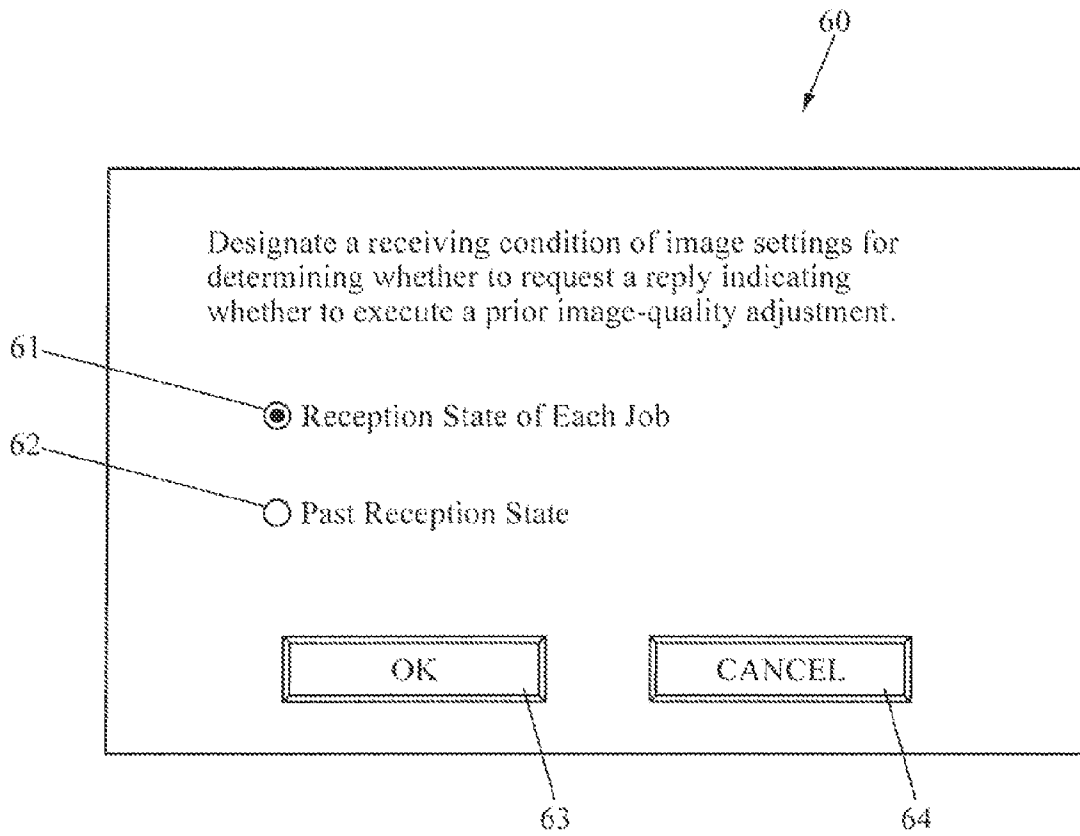 60
Designate a receiving condition of image settings for
determining whether to request a reply indicating
whether to execute a prior image-quality adjustment.
61
Reception State of Each Job
62
Past Reception State
OK
CANCEL
63
64